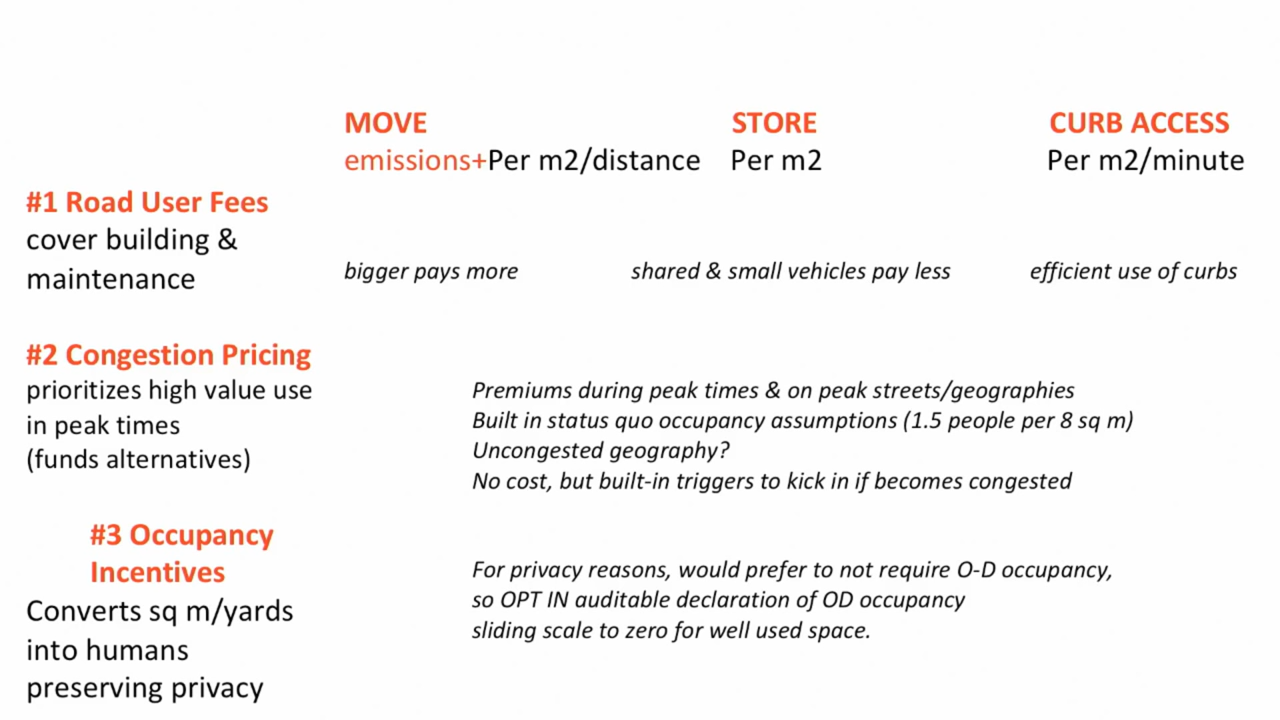 MOVE STORE CURB ACCESS
emissions+Per m2/distance Per m2 Per m2/minute
#1 Road User Fees
cover building &
maintenance
bigger pays more shared & small vehicles pay less efficient use of curbs
#2 Congestion Pricing
prioritizes high value use
in peak times
(funds alternatives)
Premiums during peak times & on peak streets/geographies
Built in status quo occupancy assumptions (1.5 people per 8 sq m)
Uncongested geography?
No cost, but built-in triggers to kick in if becomes congested
#3 Occupancy
Incentives
Converts sq m/yards
into humans
preserving privacy
For privacy reasons, would prefer to not require O-D occupancy,
so OPT IN auditable declaration of OD occupancy
sliding scale to zero for well used space.